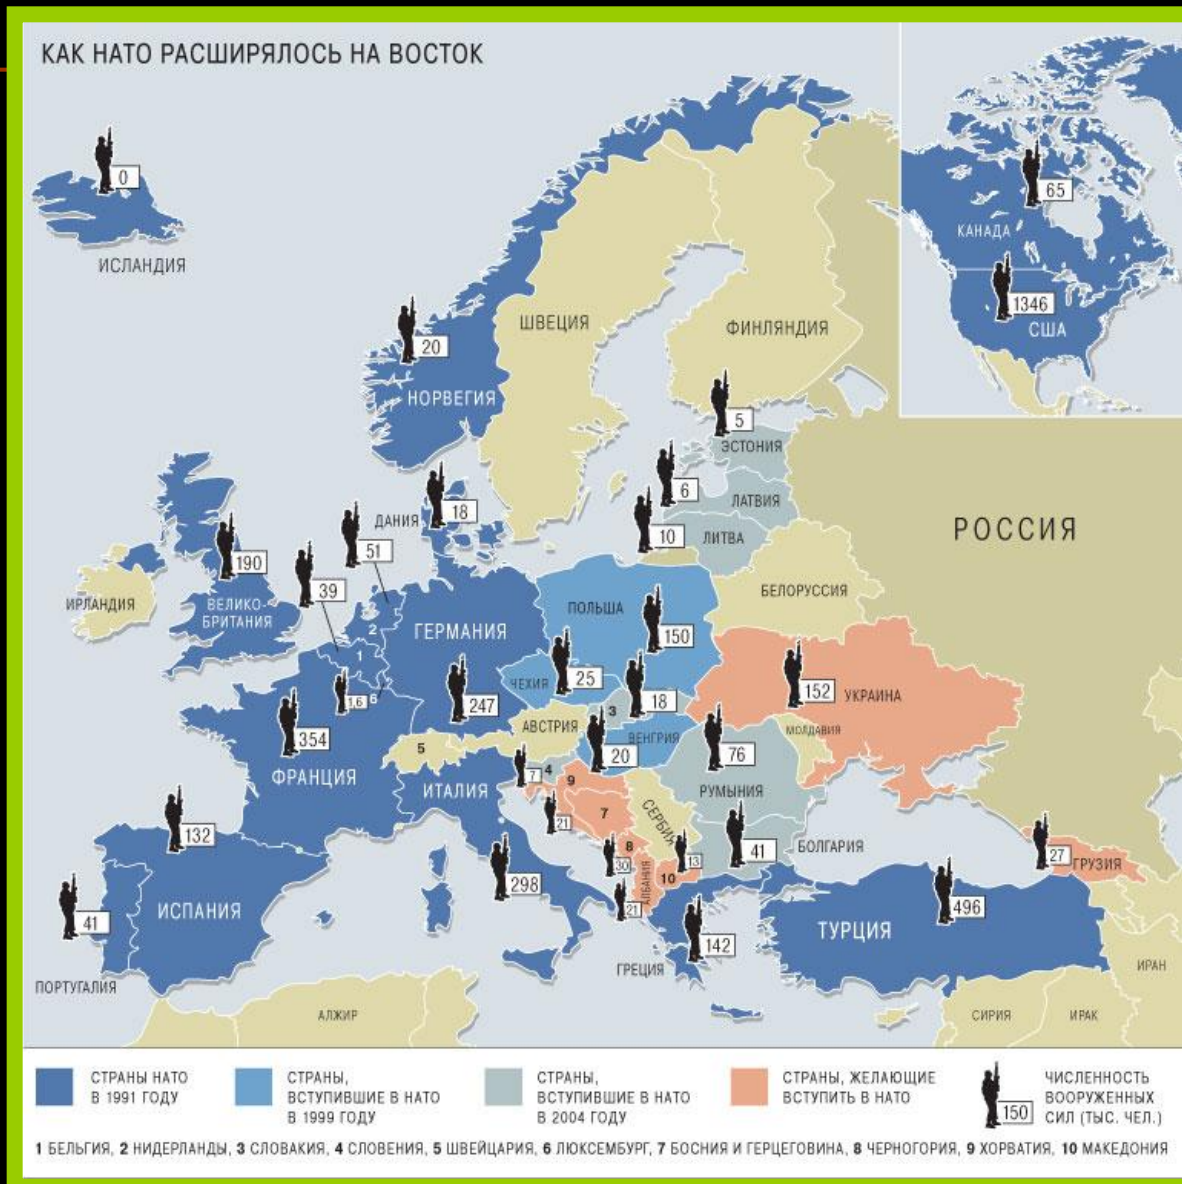 КАК НАТО РАСШИРЯЛОСЬ НА ВОСТОК
0
ИСЛАНДИЯ
65
КАНАДА
1346
США
20
НОРВЕГИЯ
ШВЕЦИЯ
ФИНЛЯНДИЯ
5
ЭСТОНИЯ
6
ЛАТВИЯ
10
ЛИТВА
РОССИЯ
ДАНИЯ
18
51
39
190
ВЕЛИКО-
БРИТАНИЯ
ИРЛАНДИЯ
2
1
6
1,6
ГЕРМАНИЯ
247
ПОЛЬША
150
БЕЛОРУССИЯ
ЧЕХИЯ
25
3
18
152
УКРАИНА
354
ФРАНЦИЯ
5
АВСТРИЯ
20
ВЕНГРИЯ
76
РУМЫНИЯ
МОЛДАВИЯ
7
4
9
21
7
СЕРБИЯ
ИТАЛИЯ
298
8
30
13
10
АЛБАНИЯ
21
41
БОЛГАРИЯ
27
ГРУЗИЯ
132
41
ИСПАНИЯ
ПОРТУГАЛИЯ
142
ГРЕЦИЯ
496
ТУРЦИЯ
АЛЖИР
СИРИЯ
ИРАК
ИРАН
СТРАНЫ НАТО
В 1991 ГОДУ
СТРАНЫ,
ВСТУПИВШИЕ В НАТО
В 1999 ГОДУ
СТРАНЫ,
ВСТУПИВШИЕ В НАТО
В 2004 ГОДУ
СТРАНЫ, ЖЕЛАЮЩИЕ
ВСТУПИТЬ В НАТО
150
ЧИСЛЕННОСТЬ
ВООРУЖЕННЫХ
СИЛ (ТЫС. ЧЕЛ.)
1 БЕЛЬГИЯ, 2 НИДЕРЛАНДЫ, 3 СЛОВАКИЯ, 4 СЛОВЕНИЯ, 5 ШВЕЙЦАРИЯ, 6 ЛЮКСЕМБУРГ, 7 БОСНИЯ И ГЕРЦЕГОВИНА, 8 ЧЕРНОГОРИЯ, 9 ХОРВАТИЯ, 10 МАКЕДОНИЯ